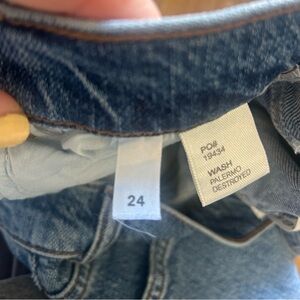 24
PO#
19434
WASH
PALERMO
DESTROYED